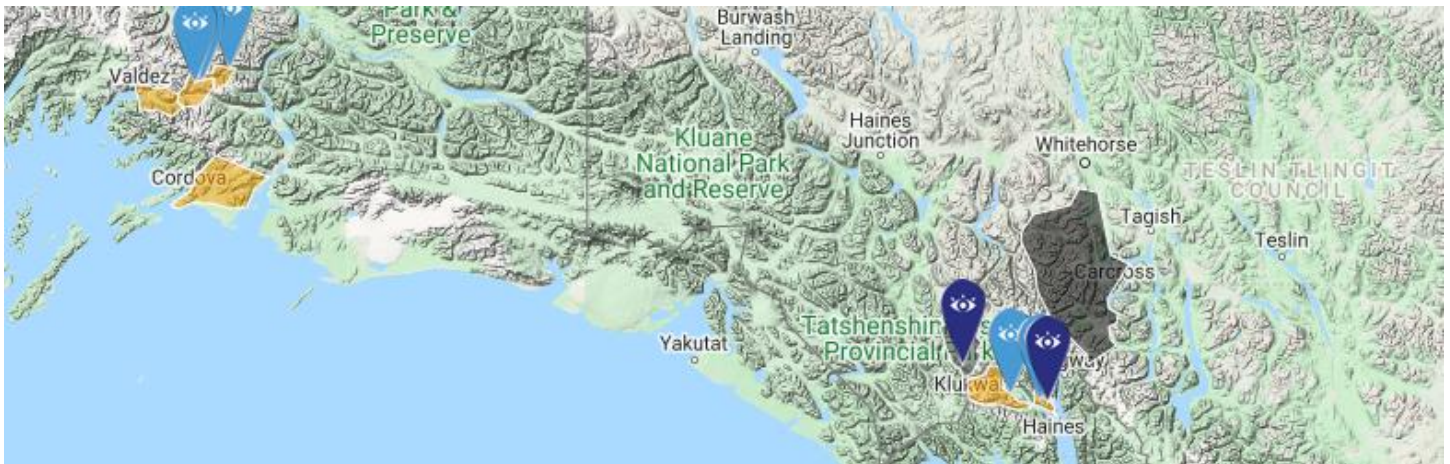 Park &
Preserve
Burwash
Landing
Valdez
Haines
Junction
Kluane
National Park
and Reserve
Whitehorse
TESLIN TLINGIT
COUNCIL
Cordova
Tagish
Teslin
Carcross
Provincial Park
Yakutat
Haines